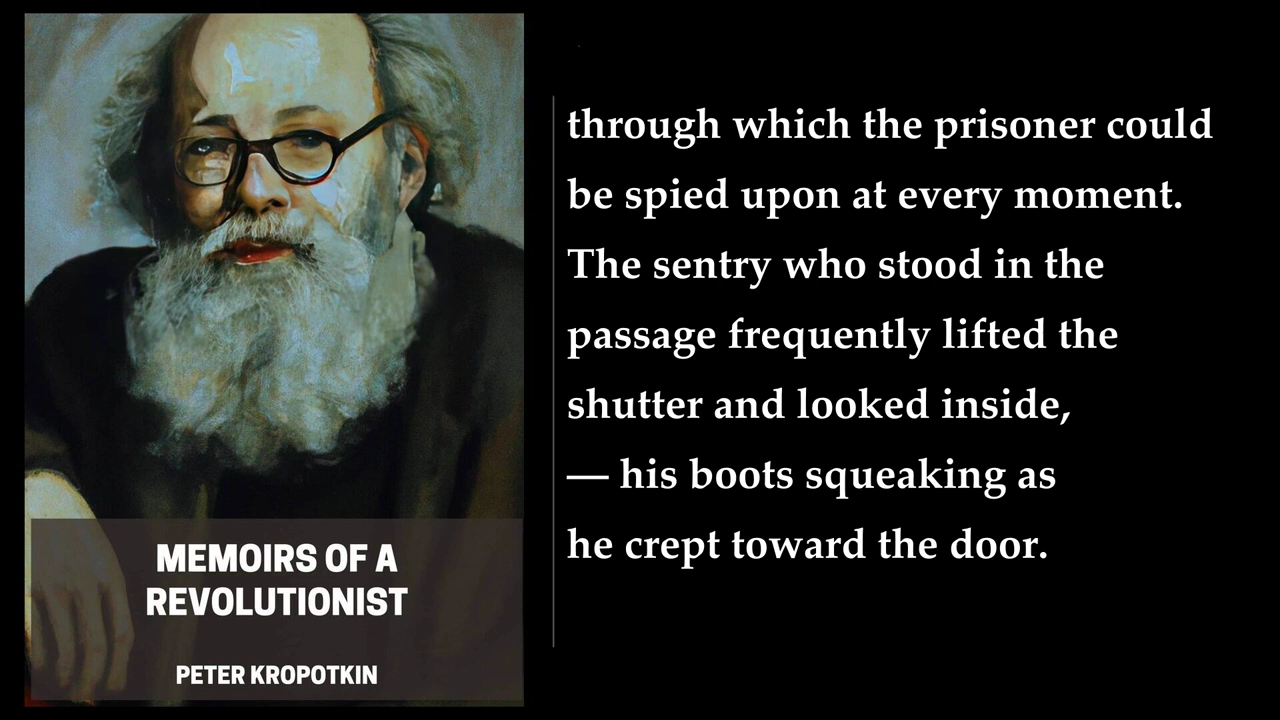 through which the prisoner could
be spied upon at every moment.
The sentry who stood in the
passage frequently lifted the
shutter and looked inside,
— his boots squeaking as
he crept toward the door.
MEMOIRS OF A
REVOLUTIONIST
PETER KROPOTKIN